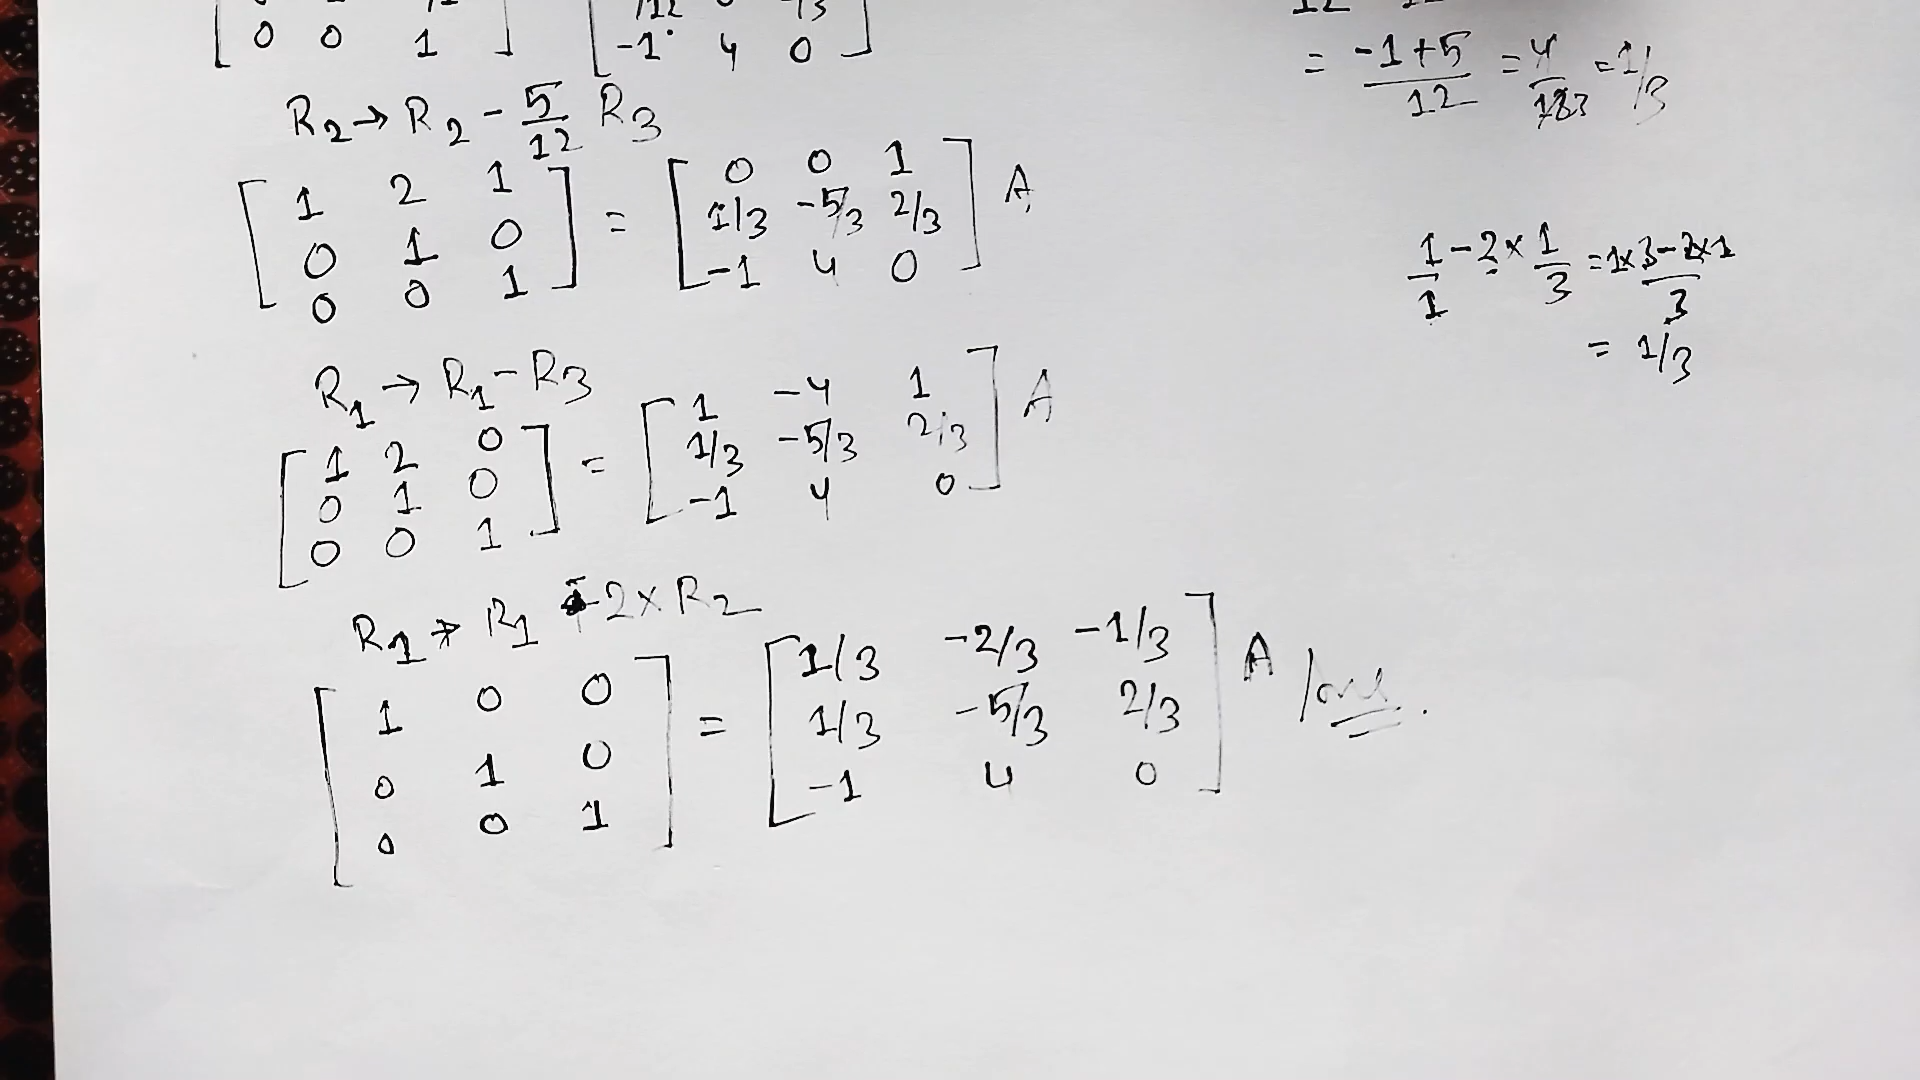 0 0 1 -1 4 0
= -1+5/12 = 4/123 = 1/3
R2 → R2 - 5/12 R3
[1 2 1] = [0 0 1] A
[0 1 0] [1/3 -5/3 2/3]
[0 0 1] [-1 4 0]
1/1 - 2 × 1/3 = 1×3-2×1/3
= 1/3
R1 → R1 - R3
[1 2 0] = [1 -4 1] A
[0 1 0] [1/3 -5/3 2/3]
[0 0 1] [-1 4 0]
R1 → R1 - 2 × R2
[1 0 0] = [1/3 -2/3 -1/3] A
[0 1 0] [1/3 -5/3 2/3]
[0 0 1] [-1 4 0]